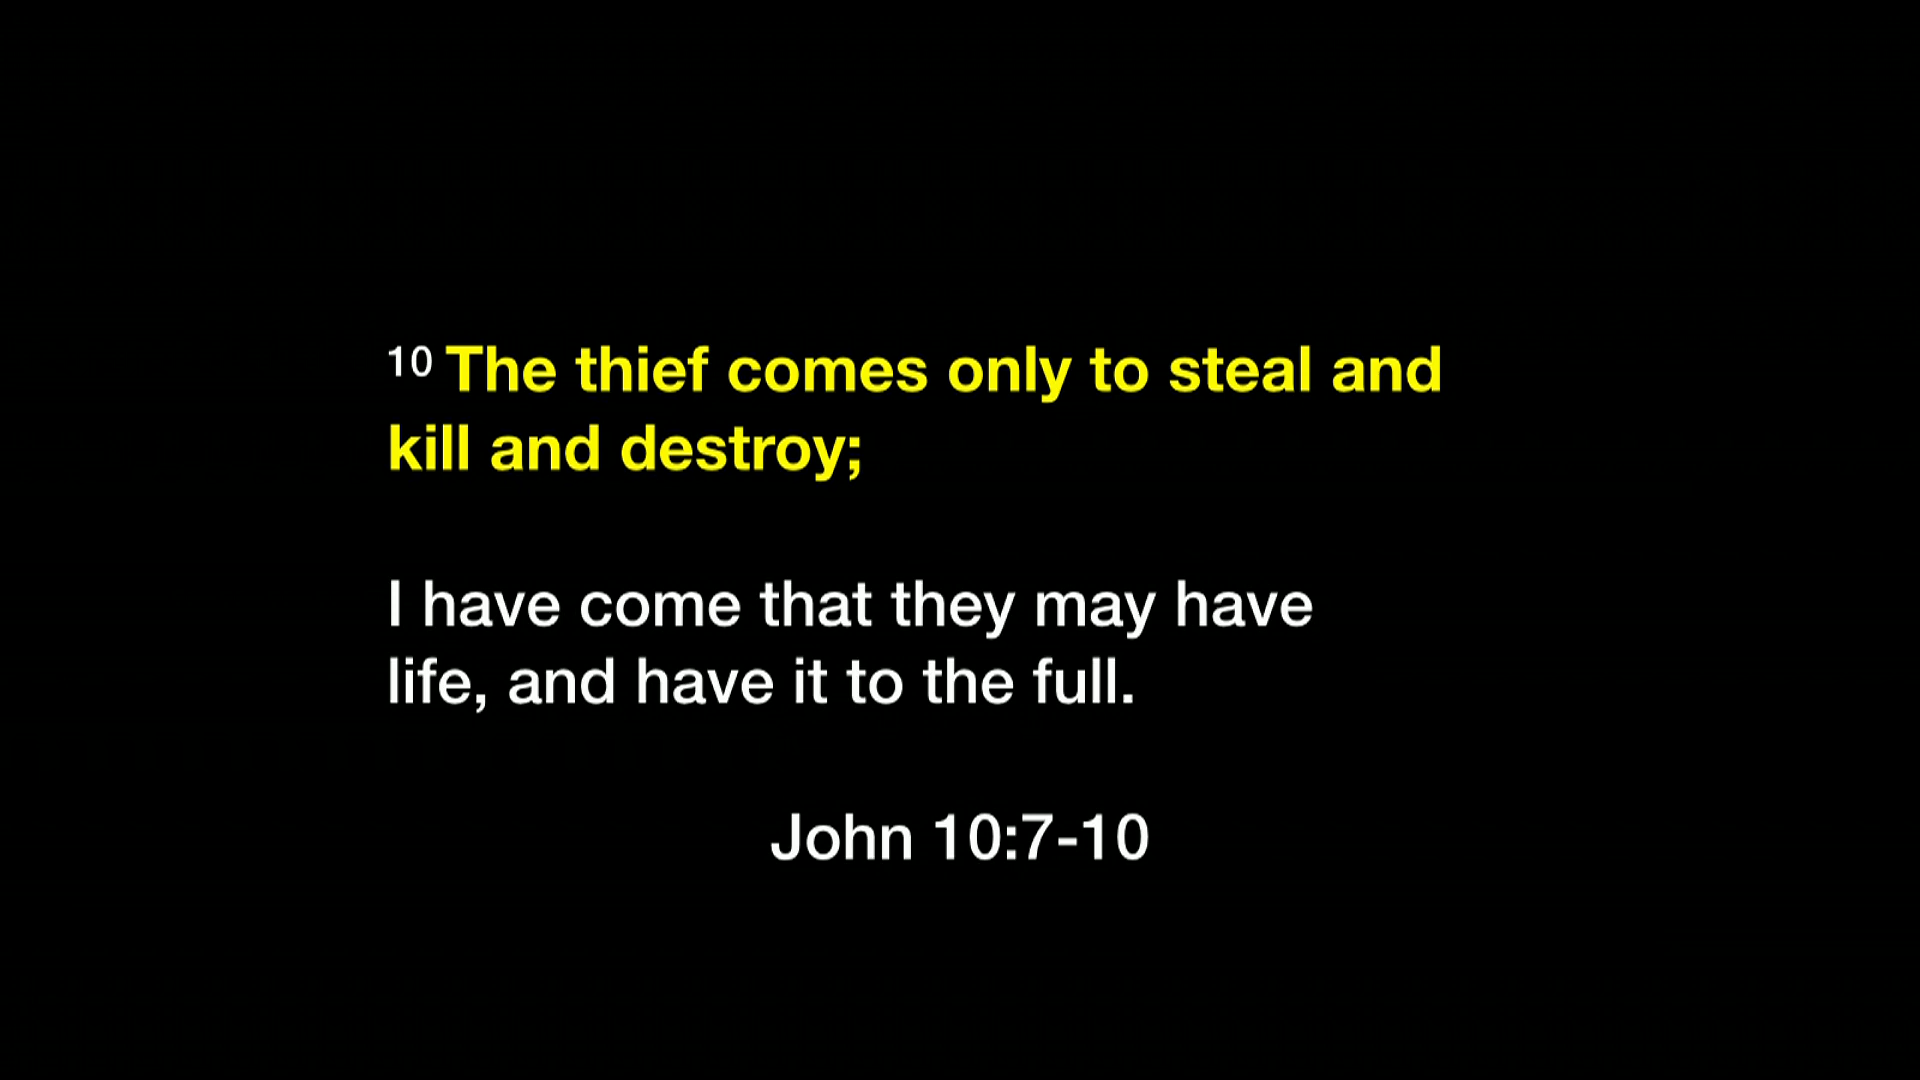 10 The thief comes only to steal and
kill and destroy;
I have come that they may have
life, and have it to the full.
John 10:7-10